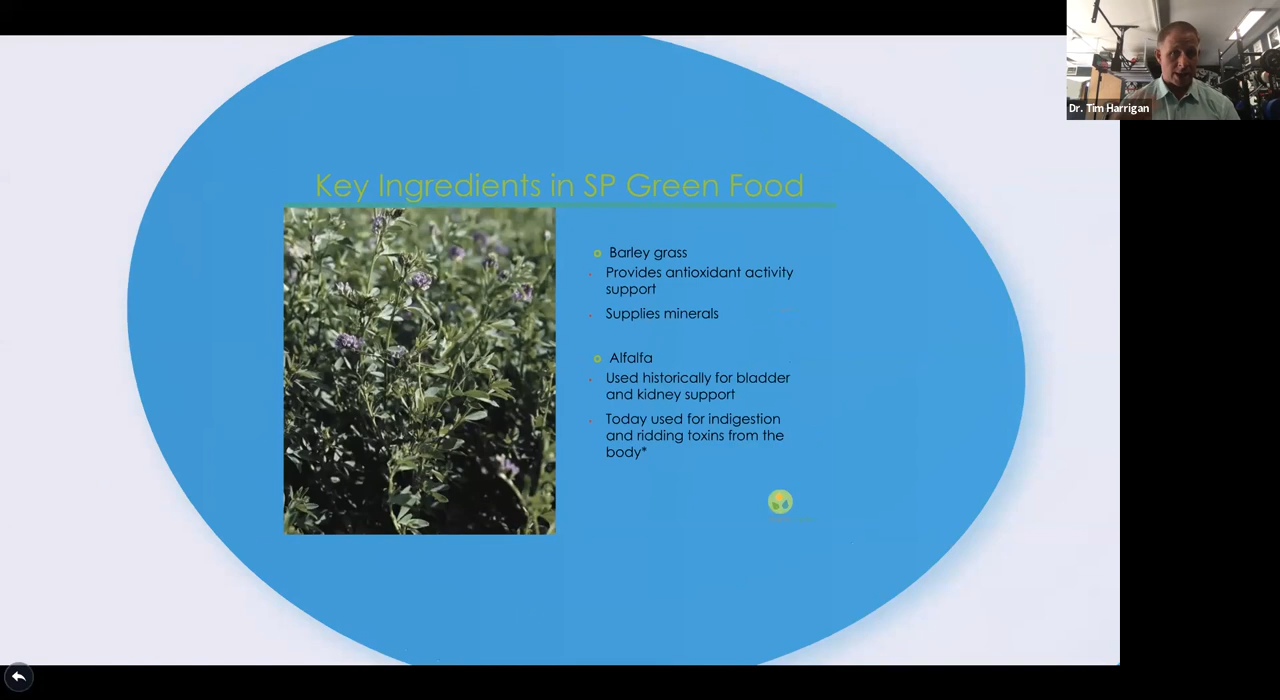 Dr. Tim Harrigan
Key Ingredients in SP Green Food
Barley grass
Provides antioxidant activity
support
Supplies minerals
Alfalfa
Used historically for bladder
and kidney support
Today used for indigestion
and ridding toxins from the
body*